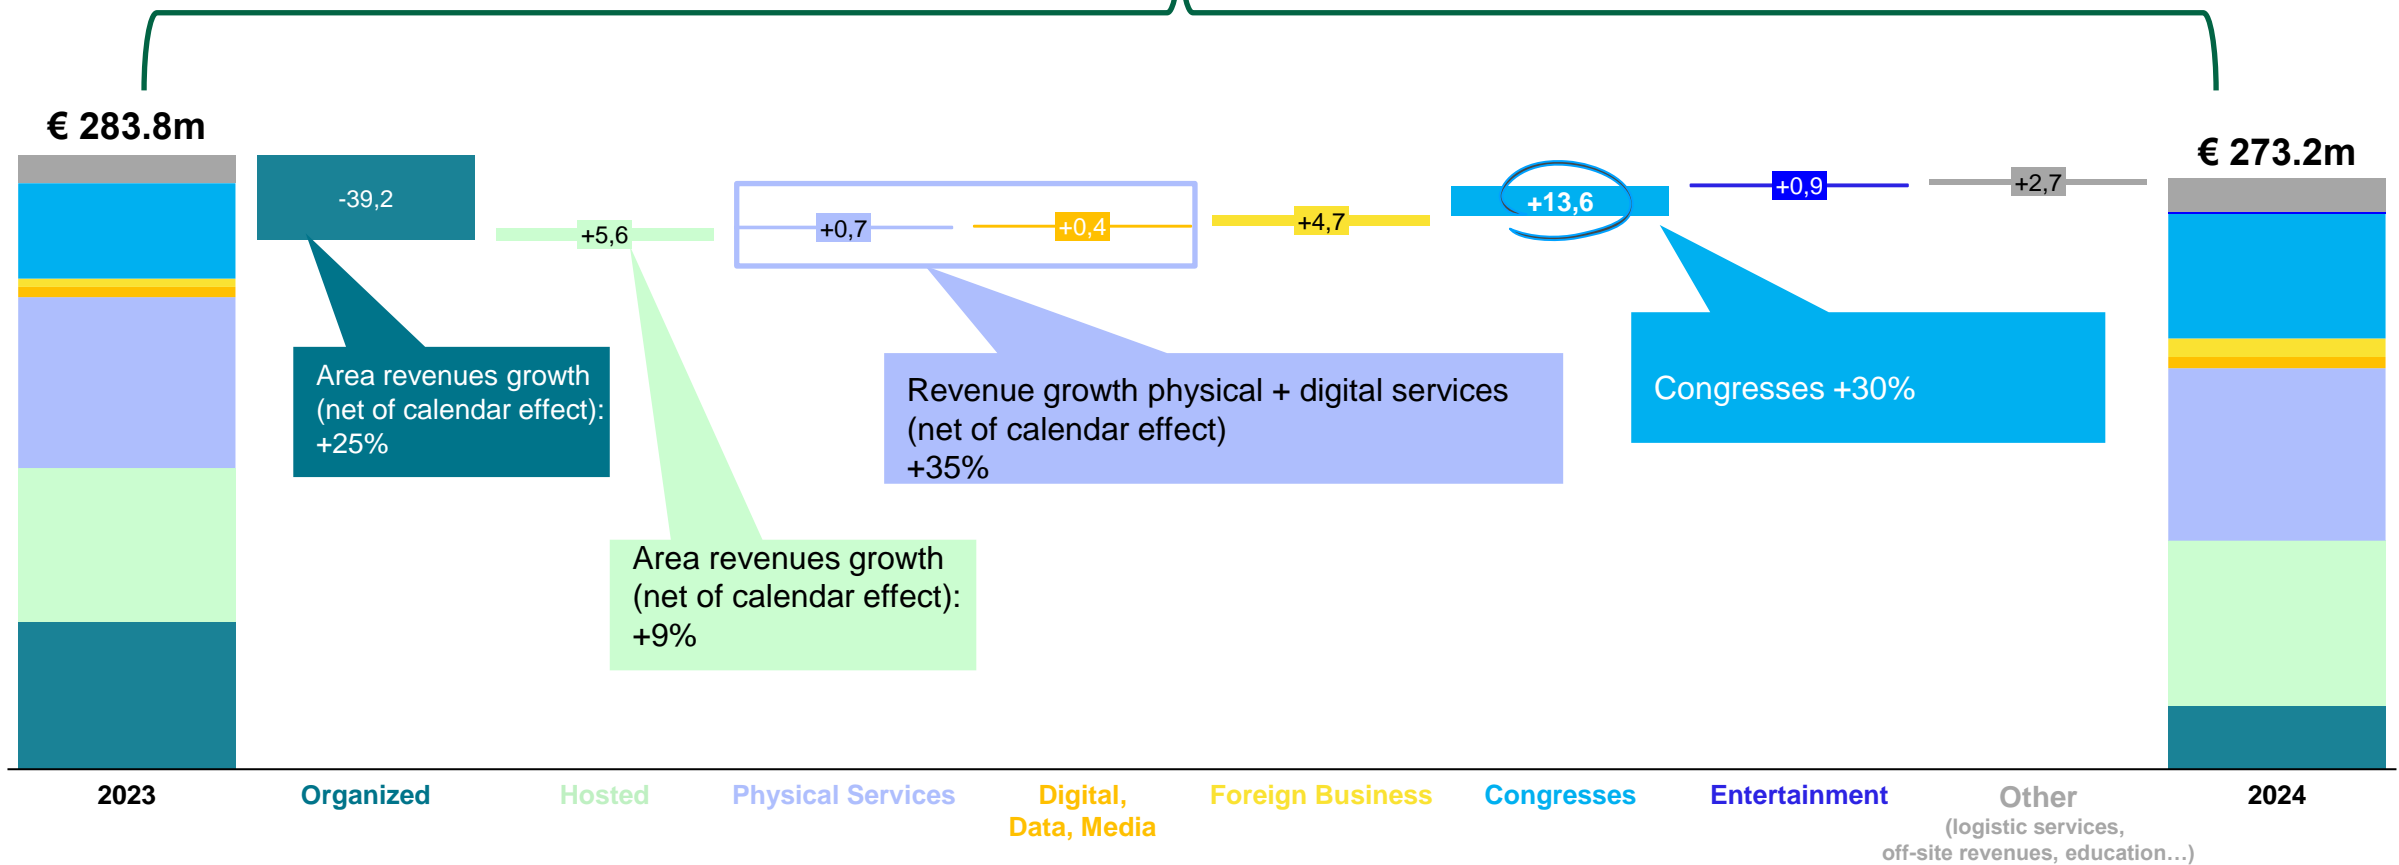 € 283.8m
€ 273.2m
-39,2
+5,6
+0,7
+0,4
+4,7
+13,6
+0,9
+2,7
Area revenues growth
(net of calendar effect):
+25%
Revenue growth physical + digital services
(net of calendar effect)
+35%
Congresses +30%
Area revenues growth
(net of calendar effect):
+9%
2023
Organized
Hosted
Physical Services
Digital,
Data, Media
Foreign Business
Congresses
Entertainment
Other
(logistic services,
off-site revenues, education…)
2024